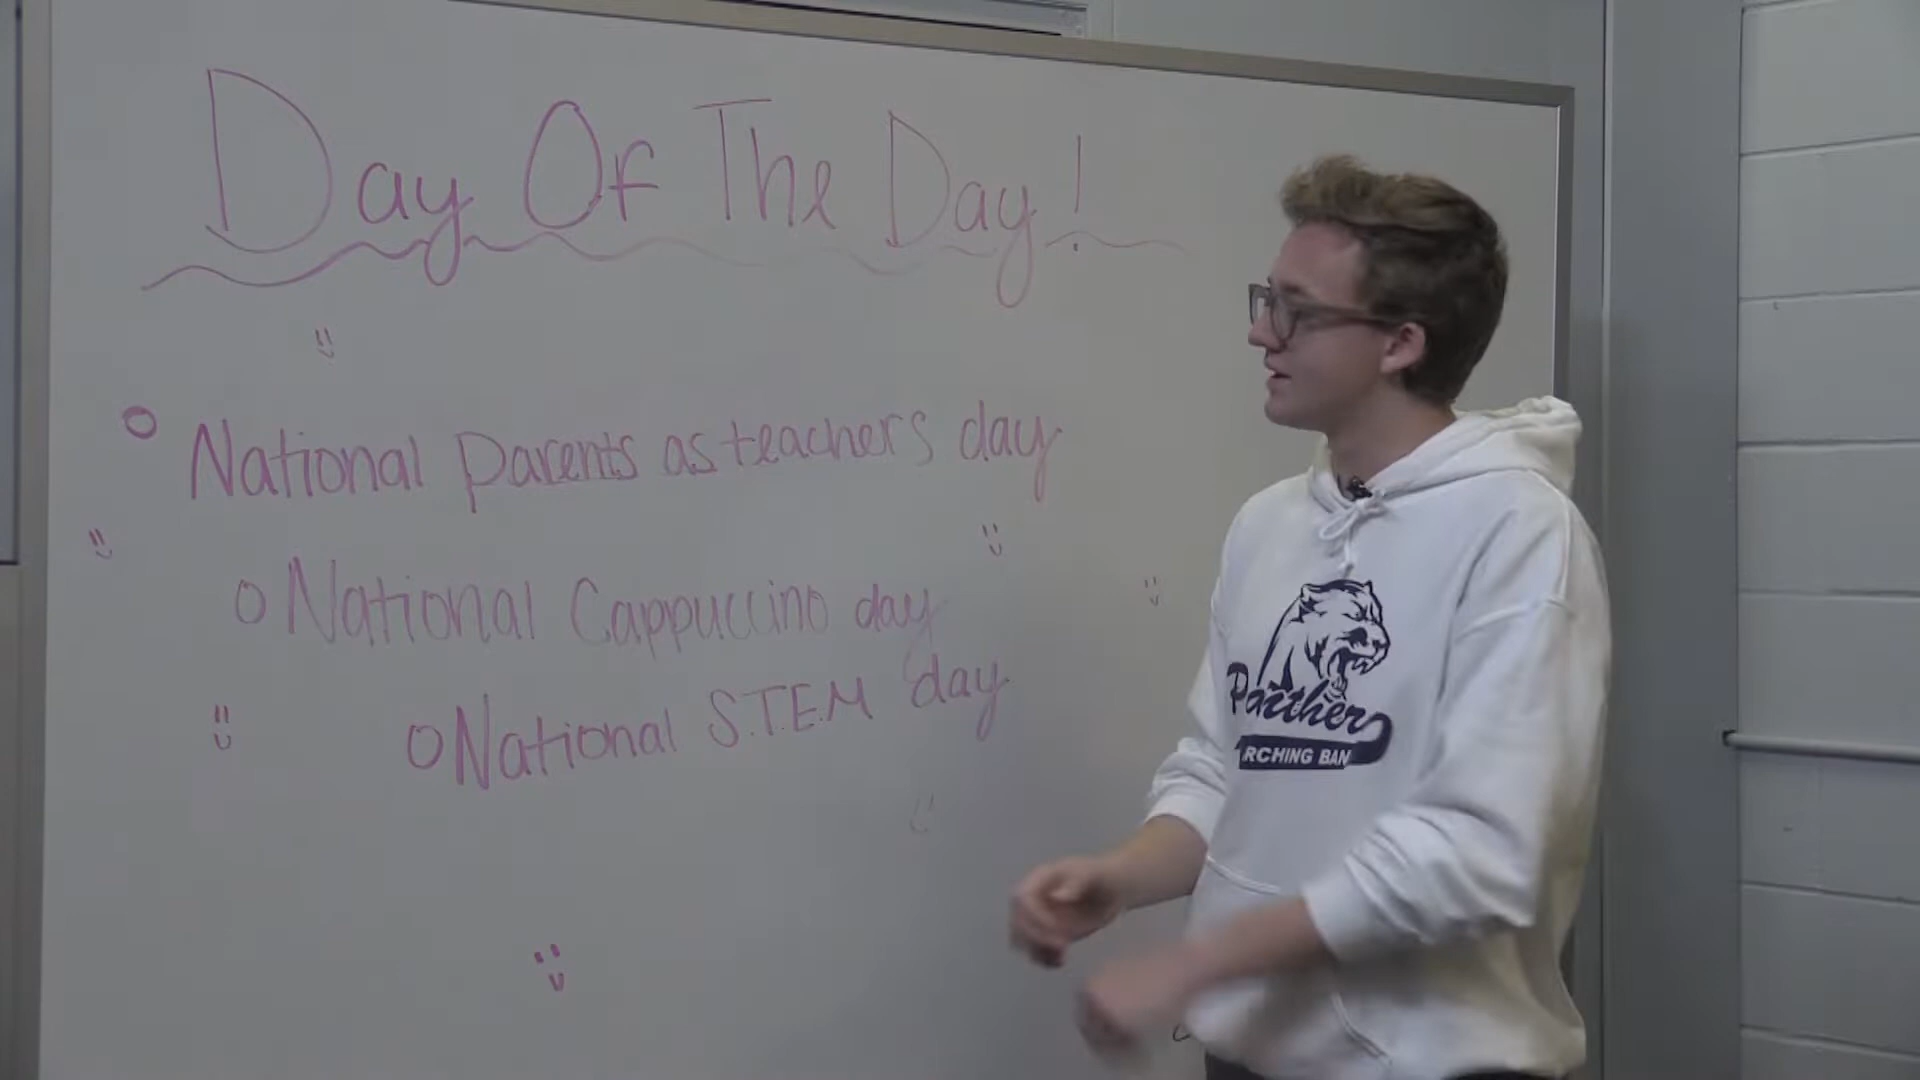 Day Of The Day!
National parents as teachers day
National Cappuccino day
National S.T.E.M day
Panther
RCHING BAN